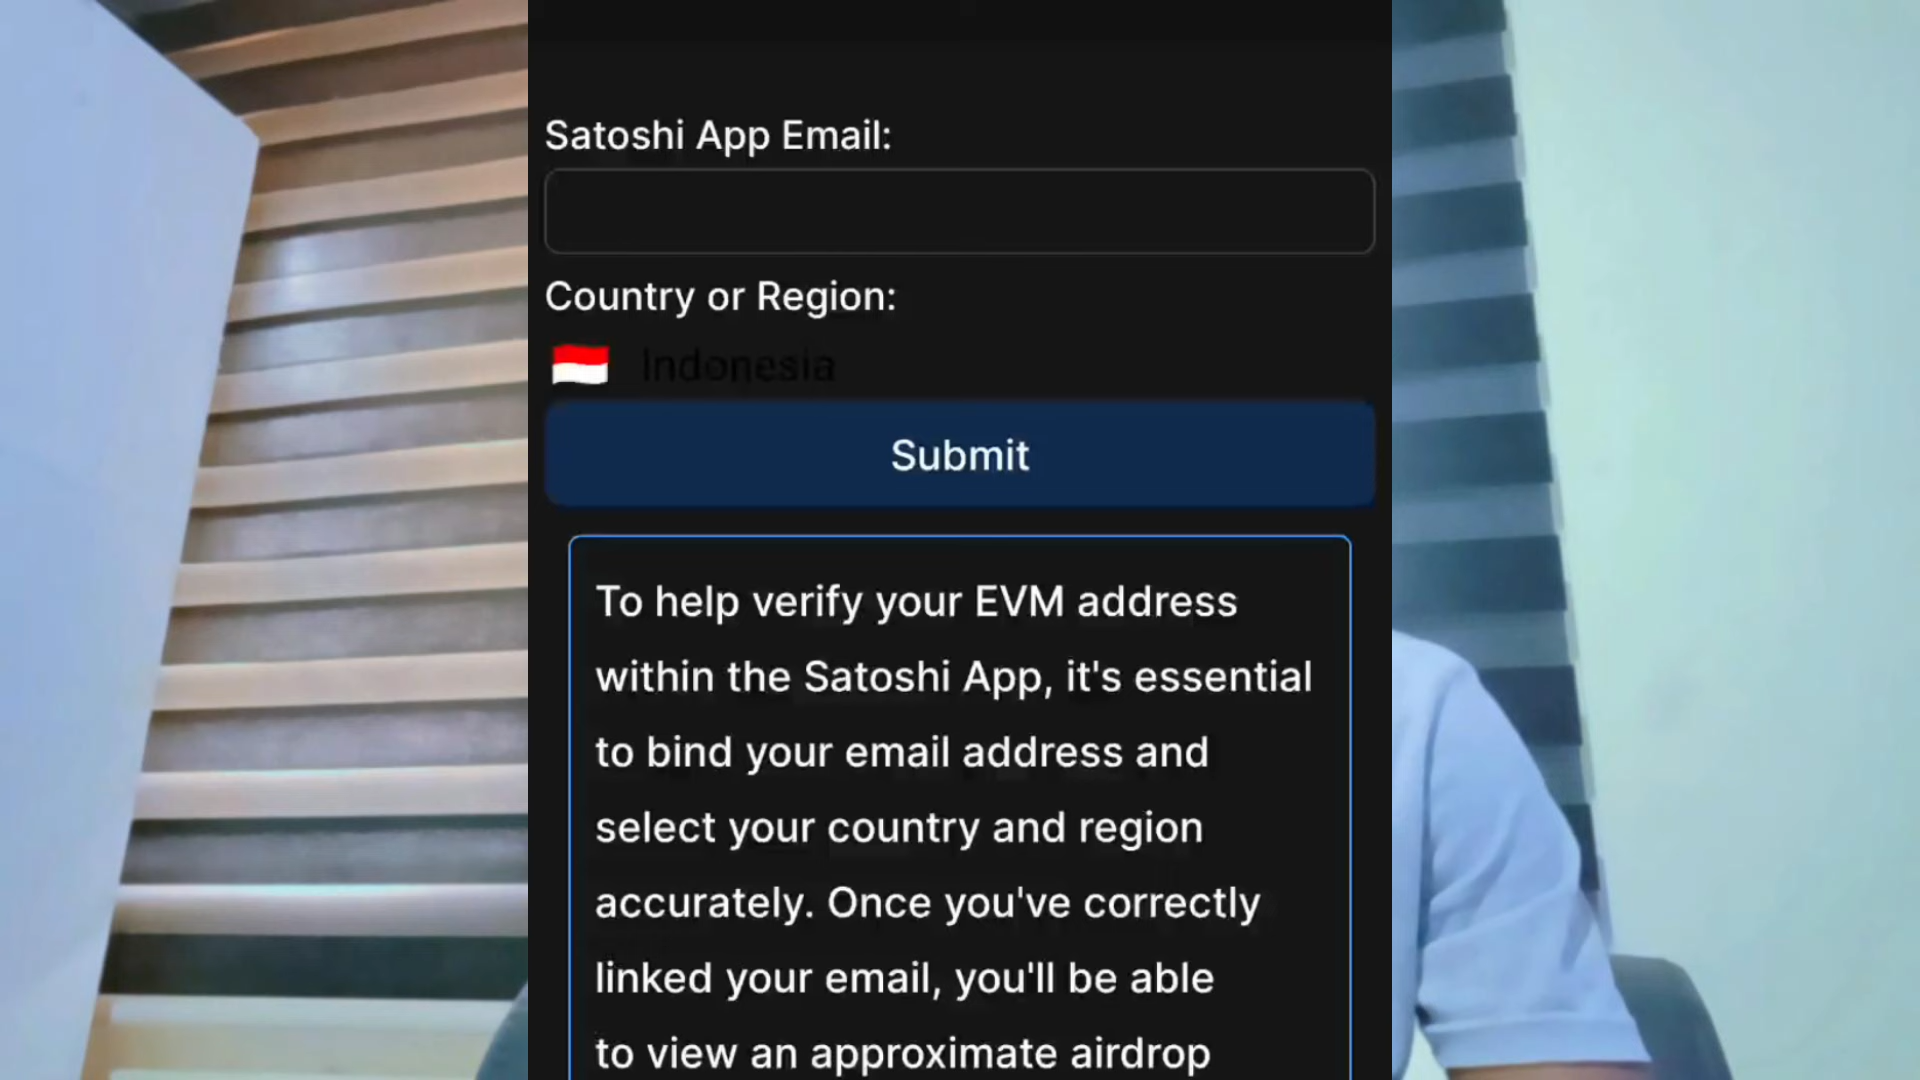 Satoshi App Email:
Country or Region:
Indonesia
Submit
To help verify your EVM address
within the Satoshi App, it's essential
to bind your email address and
select your country and region
accurately. Once you've correctly
linked your email, you'll be able
to view an approximate airdrop